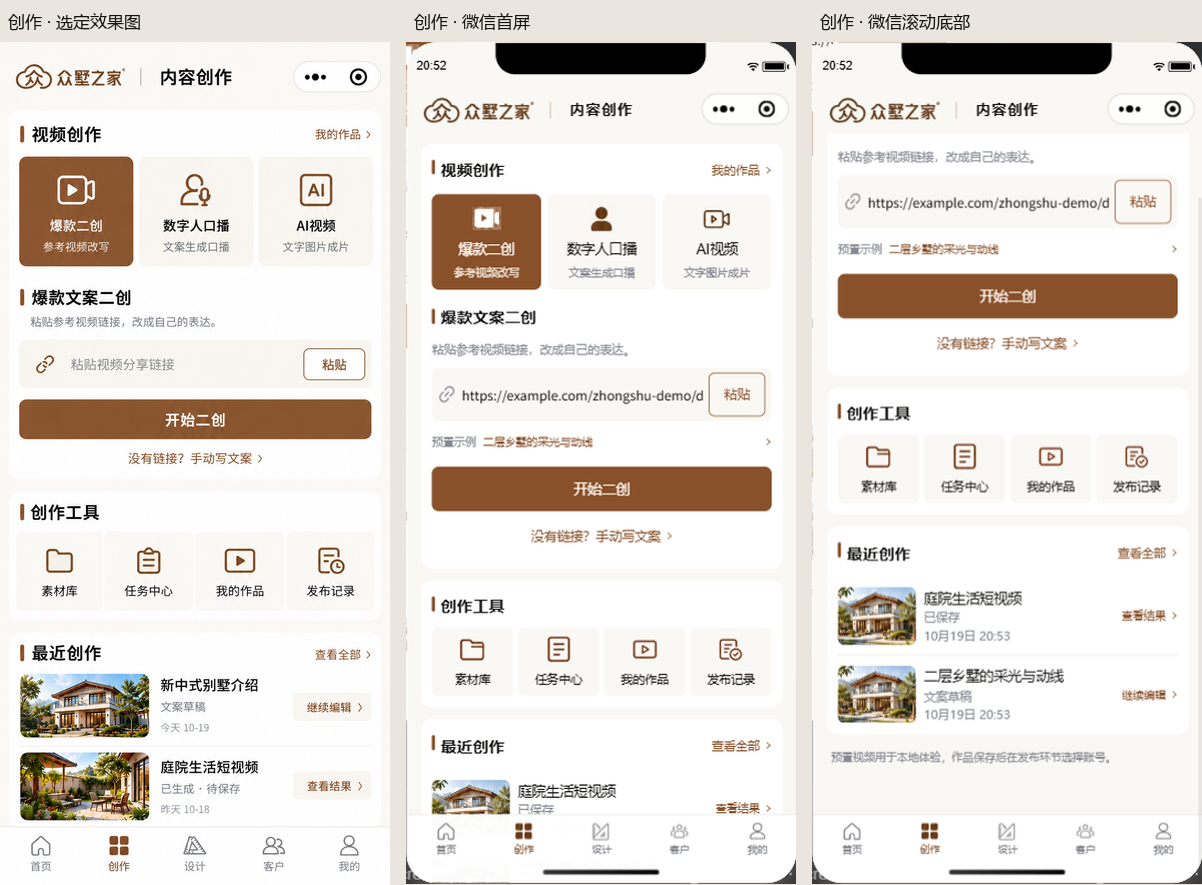 创作 · 选定效果图
众墅之家
内容创作
视频创作
我的作品 >
爆款二创
参考视频改写
数字人口播
文案生成口播
AI
AI视频
文字图片成片
爆款文案二创
粘贴参考视频链接，改成自己的表达。
粘贴视频分享链接
粘贴
开始二创
没有链接？手动写文案 >
创作工具
素材库
任务中心
我的作品
发布记录
最近创作
查看全部 >
新中式别墅介绍
文案草稿
今天 10-19
继续编辑 >
庭院生活短视频
已生成 · 待保存
昨天 10-18
查看结果 >
首页
创作
设计
客户
我的
创作 · 微信首屏
20:52
众墅之家
内容创作
视频创作
我的作品 >
爆款二创
参考视频改写
数字人口播
文案生成口播
AI视频
文字图片成片
爆款文案二创
粘贴参考视频链接，改成自己的表达。
https://example.com/zhongshu-demo/d
粘贴
预置示例 二层乡墅的采光与动线 >
开始二创
没有链接？手动写文案 >
创作工具
素材库
任务中心
我的作品
发布记录
最近创作
查看全部 >
庭院生活短视频
已保存
查看结果 >
首页
创作
设计
客户
我的
创作 · 微信滚动底部
20:52
众墅之家
内容创作
粘贴参考视频链接，改成自己的表达。
https://example.com/zhongshu-demo/d
粘贴
预置示例 二层乡墅的采光与动线 >
开始二创
没有链接？手动写文案 >
创作工具
素材库
任务中心
我的作品
发布记录
最近创作
查看全部 >
庭院生活短视频
已保存
10月19日 20:53
查看结果 >
二层乡墅的采光与动线
文案草稿
10月19日 20:53
继续编辑 >
预置视频用于本地体验，作品保存后在发布环节选择账号。
首页
创作
设计
客户
我的